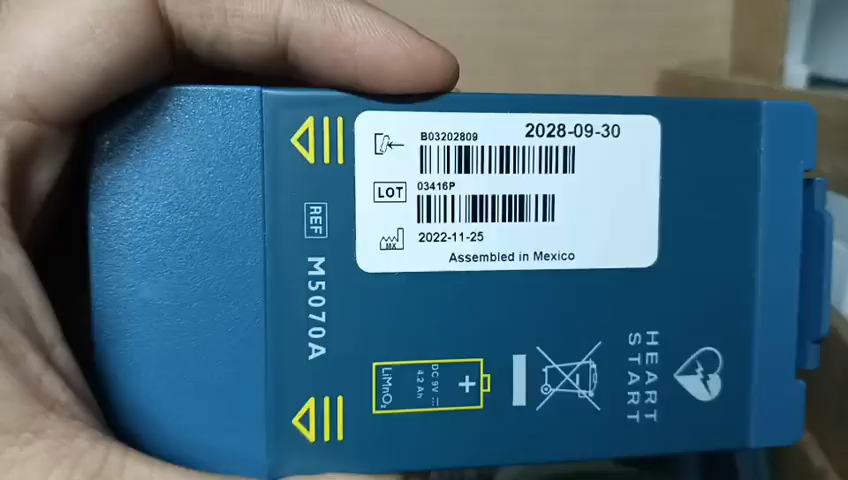 B03202809
2028-09-30
LOT
03416P
MX
2022-11-25
Assembled in Mexico
REF
M5070A
LiMnO₂
DC 9V ⎓
4.2 Ah
+
HEART
START